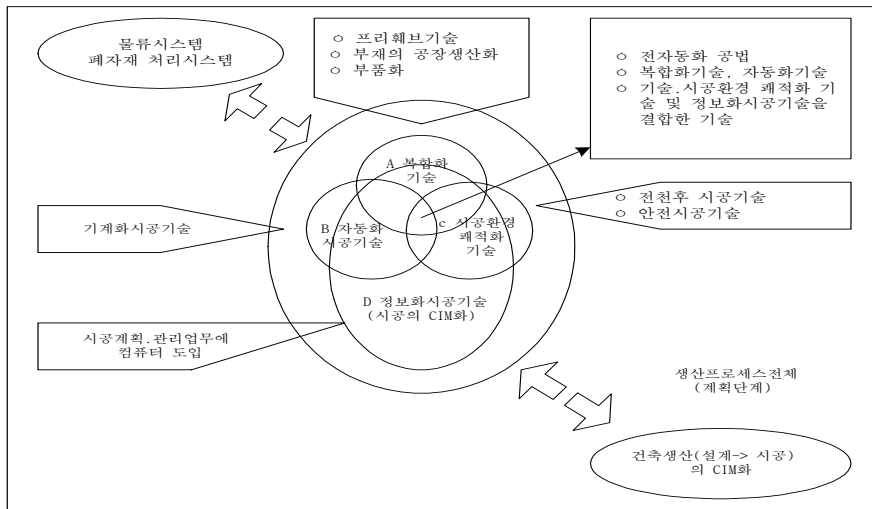 물류시스템
폐자재 처리시스템
○ 프리훼브기술
○ 부재의 공장생산화
○ 부품화
○ 전자동화 공법
○ 복합화기술, 자동화기술
○ 기술.시공환경 쾌적화 기
술 및 정보화시공기술을
결합한 기술
A 복합화
기술
기계화시공기술
B 자동화
시공기술
c 시공환경
쾌적화
기술
○ 전천후 시공기술
○ 안전시공기술
D 정보화시공기술
(시공의 CIM화)
시공계획.관리업무에
컴퓨터 도입
생산프로세스전체
(계획단계)
건축생산(설계-> 시공)
의 CIM화